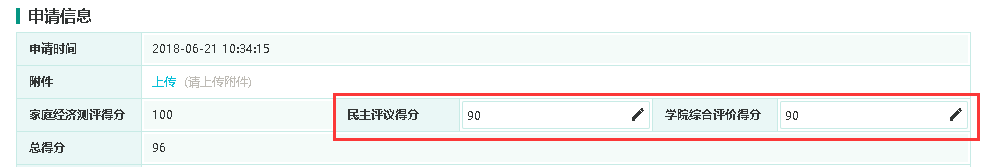 申请信息
申请时间 2018-06-21 10:34:15
附件 上传 (请上传附件)
家庭经济测评得分 100 民主评议得分 90 学院综合评价得分 90
总得分 96